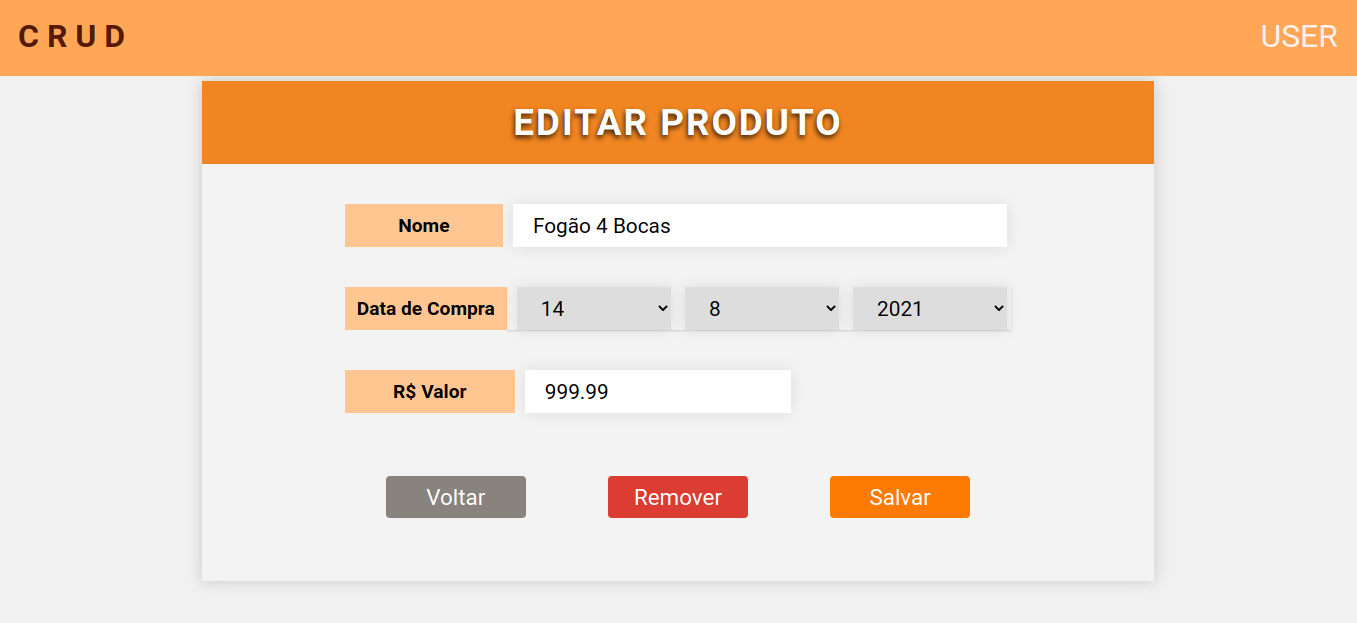 CRUD USER
EDITAR PRODUTO
Nome Fogão 4 Bocas
Data de Compra 14 8 2021
R$ Valor 999.99
Voltar Remover Salvar